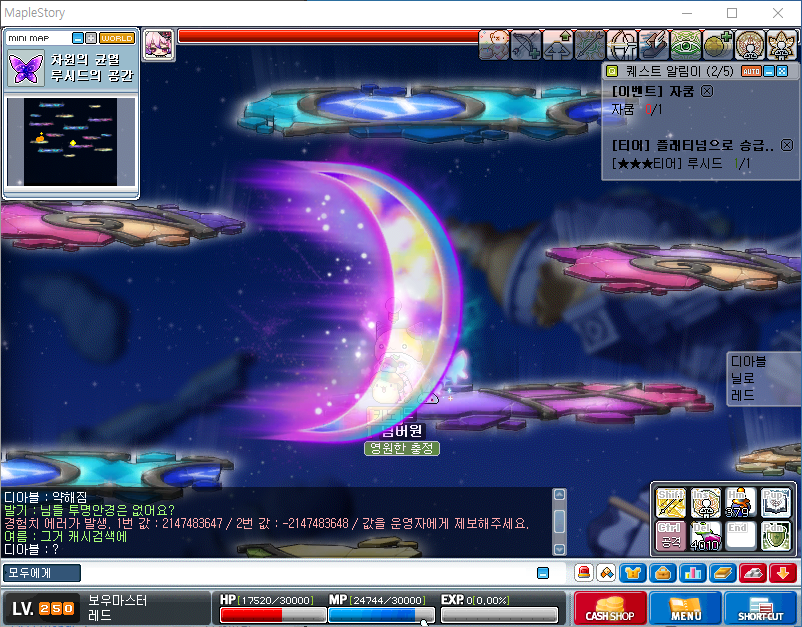 MapleStory
MINI MAP
WORLD
차원의 균열
루시드의 공간
퀘스트 알림이 (2/5)
AUTO
[이벤트] 자쿰
자쿰 0/1
[티어] 플래티넘으로 승급..
[★★★티어] 루시드 1/1
디아블
닐로
레드
넘버원
영원한 충정
디아블 : 약해짐
발기 : 님들 투명안경은 없어요?
경험치 에러가 발생. 1번 값 : 2147483647 / 2번 값 : -2147483648 / 값을 운영자에게 제보해주세요.
여름 : 그거 캐시검색에
디아블 : ?
Shift
Ins
Hm
879
Pup
Ctrl
공격
Del
4010
End
Pdn
모두에게
LV. 250
보우마스터
레드
HP [17520/30000]
MP [24744/30000]
EXP. 0 [0,00%]
CASH SHOP
MENU
SHORT CUT